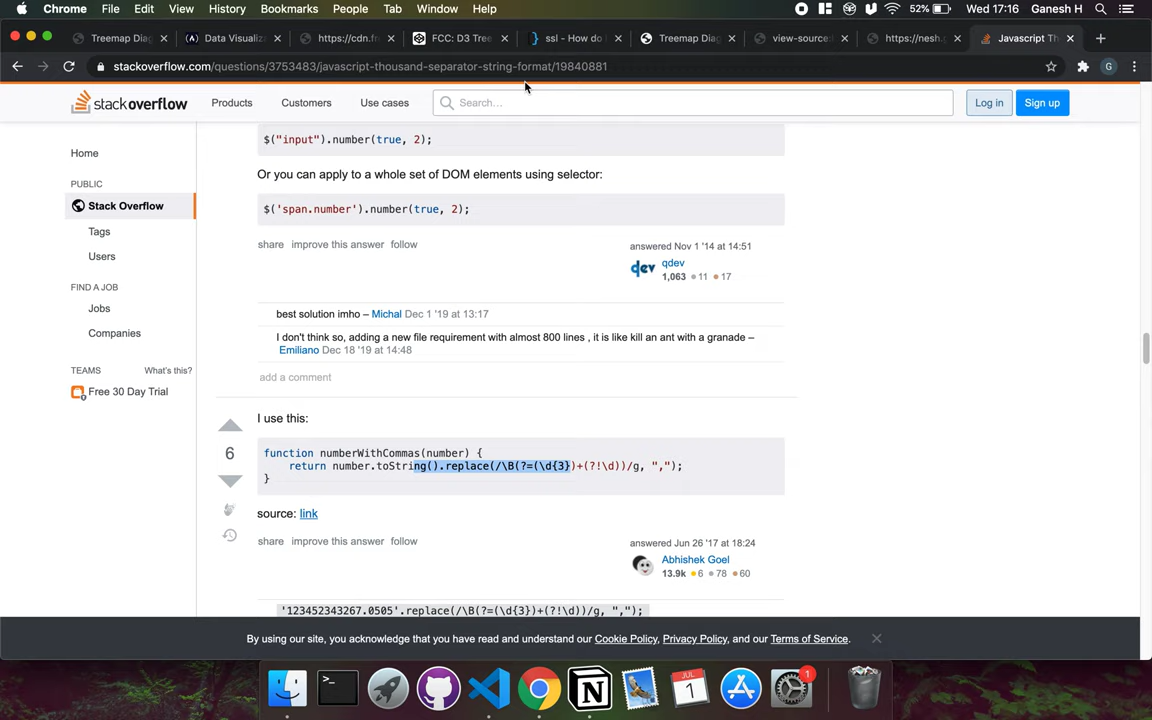 Chrome File Edit View History Bookmarks People Tab Window Help 52% Wed 17:16 Ganesh H
Treemap Dia × Data Visualiz × https://cdn.fr × FCC: D3 Tree × ssl - How do × Treemap Dia × view-source: × https://nesh.g × Javascript Th × +
stackoverflow.com/questions/3753483/javascript-thousand-separator-string-format/19840881 G
stackoverflow Products Customers Use cases Search... Log in Sign up
Home
PUBLIC
Stack Overflow
Tags
Users
FIND A JOB
Jobs
Companies
TEAMS What's this?
Free 30 Day Trial
$("input").number(true, 2);
Or you can apply to a whole set of DOM elements using selector:
$('span.number').number(true, 2);
share improve this answer follow
answered Nov 1 '14 at 14:51
dev qdev
1,063 11 17
best solution imho – Michal Dec 1 '19 at 13:17
I don't think so, adding a new file requirement with almost 800 lines , it is like kill an ant with a granade –
Emiliano Dec 18 '19 at 14:48
add a comment
I use this:
6
function numberWithCommas(number) {
return number.toString().replace(/\B(?=(\d{3})+(?!\d))/g, ",");
}
source: link
share improve this answer follow
answered Jun 26 '17 at 18:24
Abhishek Goel
13.9k 6 78 60
'123452343267.0505'.replace(/\B(?=(\d{3})+(?!\d))/g, ",");
By using our site, you acknowledge that you have read and understand our Cookie Policy, Privacy Policy, and our Terms of Service.
JUL
1
1